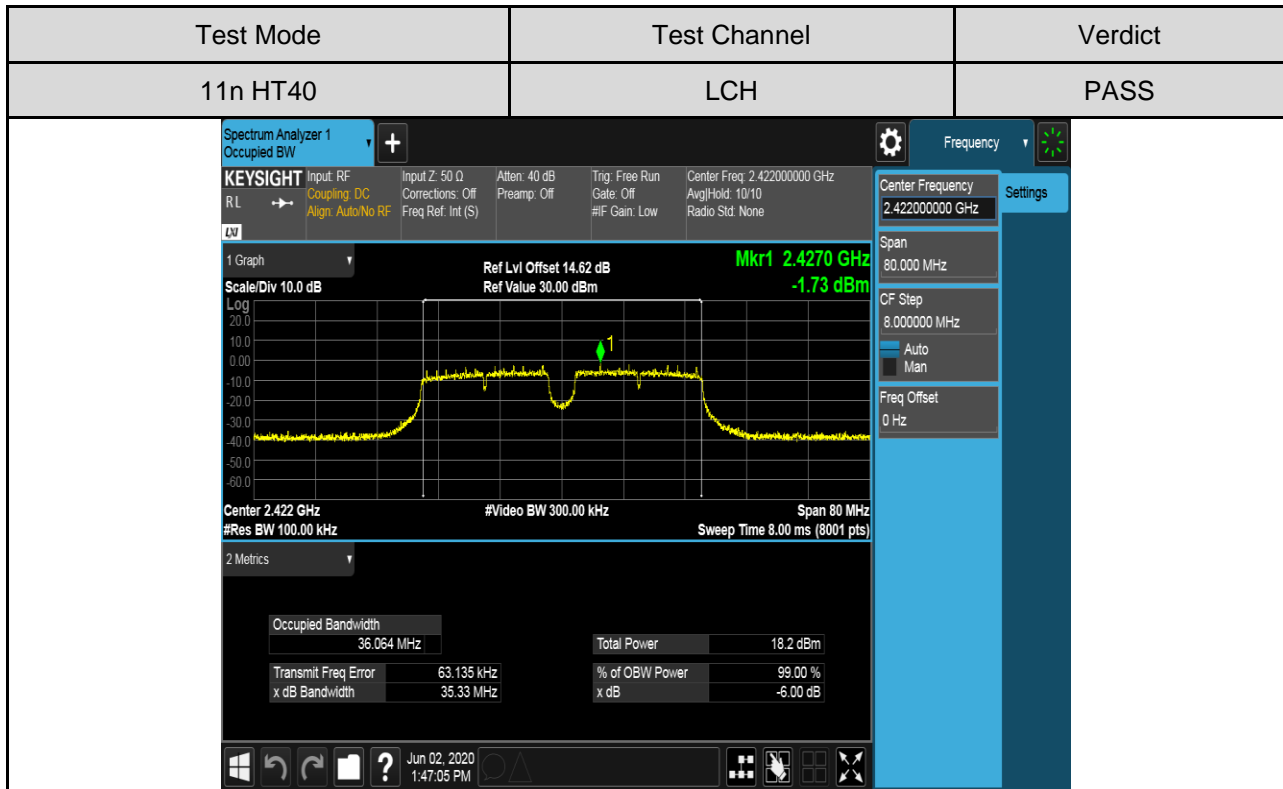 Test Mode Test Channel Verdict
11n HT40 LCH PASS
Spectrum Analyzer 1
Occupied BW
+
Frequency
KEYSIGHT Input: RF Input Z: 50 Ω Atten: 40 dB Trig: Free Run Center Freq: 2.422000000 GHz
RL Coupling: DC Corrections: Off Preamp: Off Gate: Off Avg|Hold: 10/10
Align: Auto/No RF Freq Ref: Int (S) #IF Gain: Low Radio Std: None
LXI
1 Graph
Ref Lvl Offset 14.62 dB Mkr1 2.4270 GHz
Scale/Div 10.0 dB Ref Value 30.00 dBm -1.73 dBm
Log
20.0
10.0
0.00
-10.0
-20.0
-30.0
-40.0
-50.0
-60.0
1
Center 2.422 GHz #Video BW 300.00 kHz Span 80 MHz
#Res BW 100.00 kHz Sweep Time 8.00 ms (8001 pts)
2 Metrics
Occupied Bandwidth
36.064 MHz Total Power 18.2 dBm
Transmit Freq Error 63.135 kHz % of OBW Power 99.00 %
x dB Bandwidth 35.33 MHz x dB -6.00 dB
Center Frequency
2.422000000 GHz
Settings
Span
80.000 MHz
CF Step
8.000000 MHz
Auto
Man
Freq Offset
0 Hz
?
Jun 02, 2020
1:47:05 PM